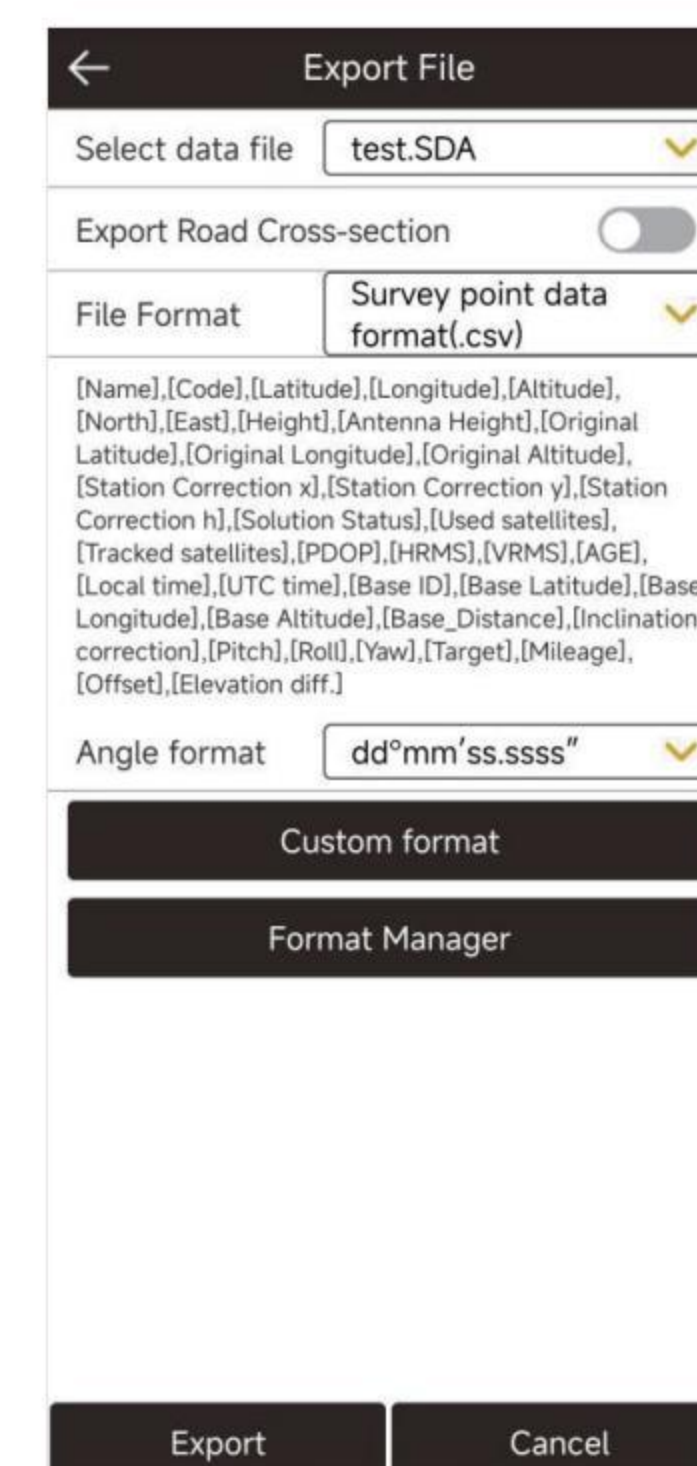 Export File
Select data file test.SDA
Export Road Cross-section
File Format Survey point data
format(.csv)
[Name],[Code],[Latitude],[Longitude],[Altitude],
[North],[East],[Height],[Antenna Height],[Original
Latitude],[Original Longitude],[Original Altitude],
[Station Correction x],[Station Correction y],[Station
Correction h],[Solution Status],[Used satellites],
[Tracked satellites],[PDOP],[HRMS],[VRMS],[AGE],
[Local time],[UTC time],[Base ID],[Base Latitude],[Base
Longitude],[Base Altitude],[Base_Distance],[Inclination
correction],[Pitch],[Roll],[Yaw],[Target],[Mileage],
[Offset],[Elevation diff.]
Angle format dd°mm′ss.ssss″
Custom format
Format Manager
Export Cancel